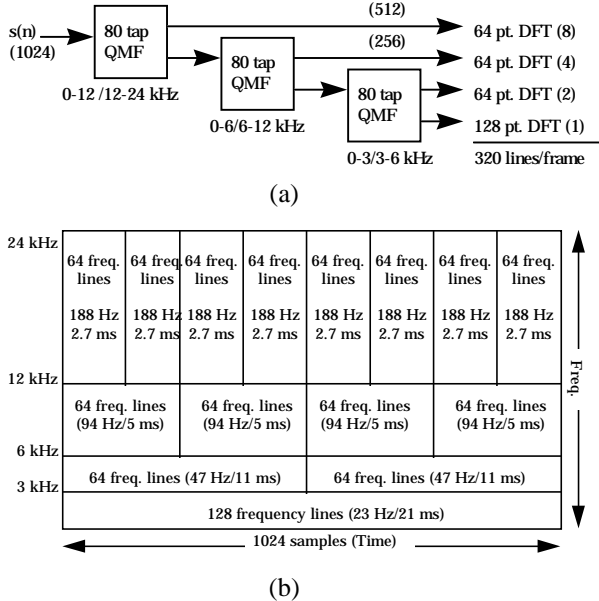 s(n)
(1024)
80 tap
QMF
0-12 /12-24 kHz
80 tap
QMF
0-6/6-12 kHz
80 tap
QMF
0-3/3-6 kHz
(512)
(256)
64 pt. DFT (8)
64 pt. DFT (4)
64 pt. DFT (2)
128 pt. DFT (1)
320 lines/frame
(a)
24 kHz
12 kHz
6 kHz
3 kHz
64 freq. 64 freq. 64 freq. 64 freq. 64 freq. 64 freq. 64 freq. 64 freq.
lines lines lines lines lines lines lines lines
188 Hz 188 Hz 188 Hz 188 Hz 188 Hz 188 Hz 188 Hz 188 Hz
2.7 ms 2.7 ms 2.7 ms 2.7 ms 2.7 ms 2.7 ms 2.7 ms 2.7 ms
64 freq. lines 64 freq. lines 64 freq. lines 64 freq. lines
(94 Hz/5 ms) (94 Hz/5 ms) (94 Hz/5 ms) (94 Hz/5 ms)
64 freq. lines (47 Hz/11 ms) 64 freq. lines (47 Hz/11 ms)
128 frequency lines (23 Hz/21 ms)
Freq.
1024 samples (Time)
(b)